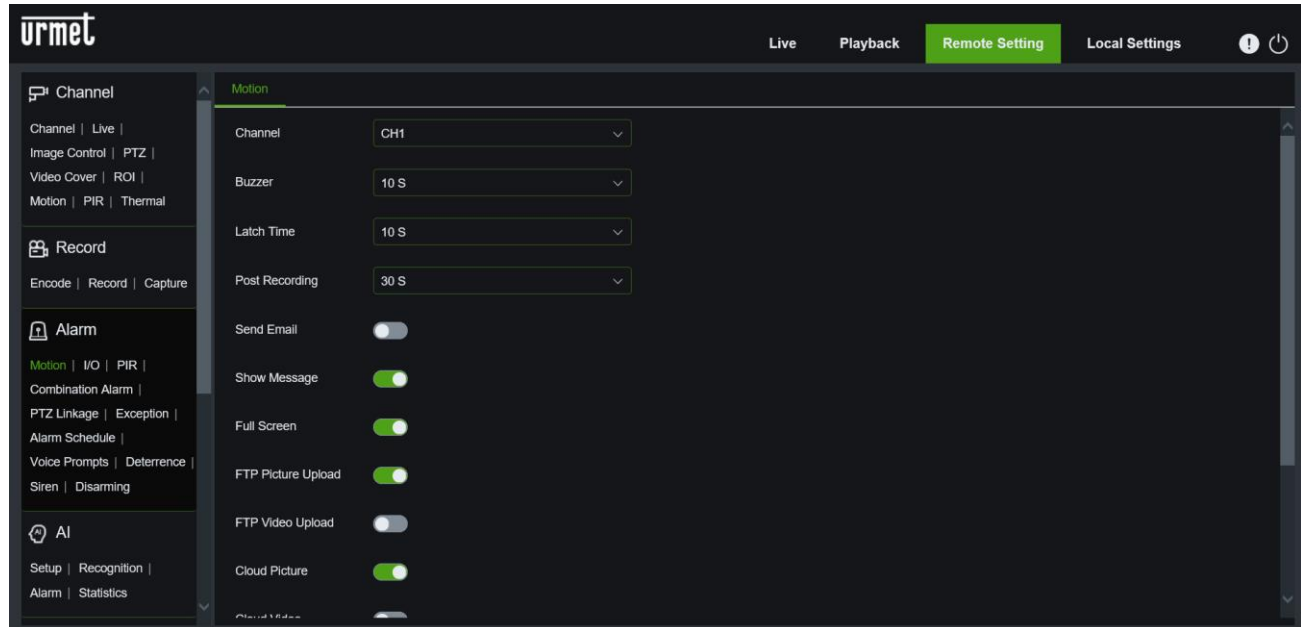 urmet
Live Playback Remote Setting Local Settings
Channel
Channel | Live |
Image Control | PTZ |
Video Cover | ROI |
Motion | PIR | Thermal
Record
Encode | Record | Capture
Alarm
Motion | I/O | PIR |
Combination Alarm |
PTZ Linkage | Exception |
Alarm Schedule |
Voice Prompts | Deterrence |
Siren | Disarming
AI
Setup | Recognition |
Alarm | Statistics
Motion
Channel CH1
Buzzer 10 S
Latch Time 10 S
Post Recording 30 S
Send Email
Show Message
Full Screen
FTP Picture Upload
FTP Video Upload
Cloud Picture
Cloud Video